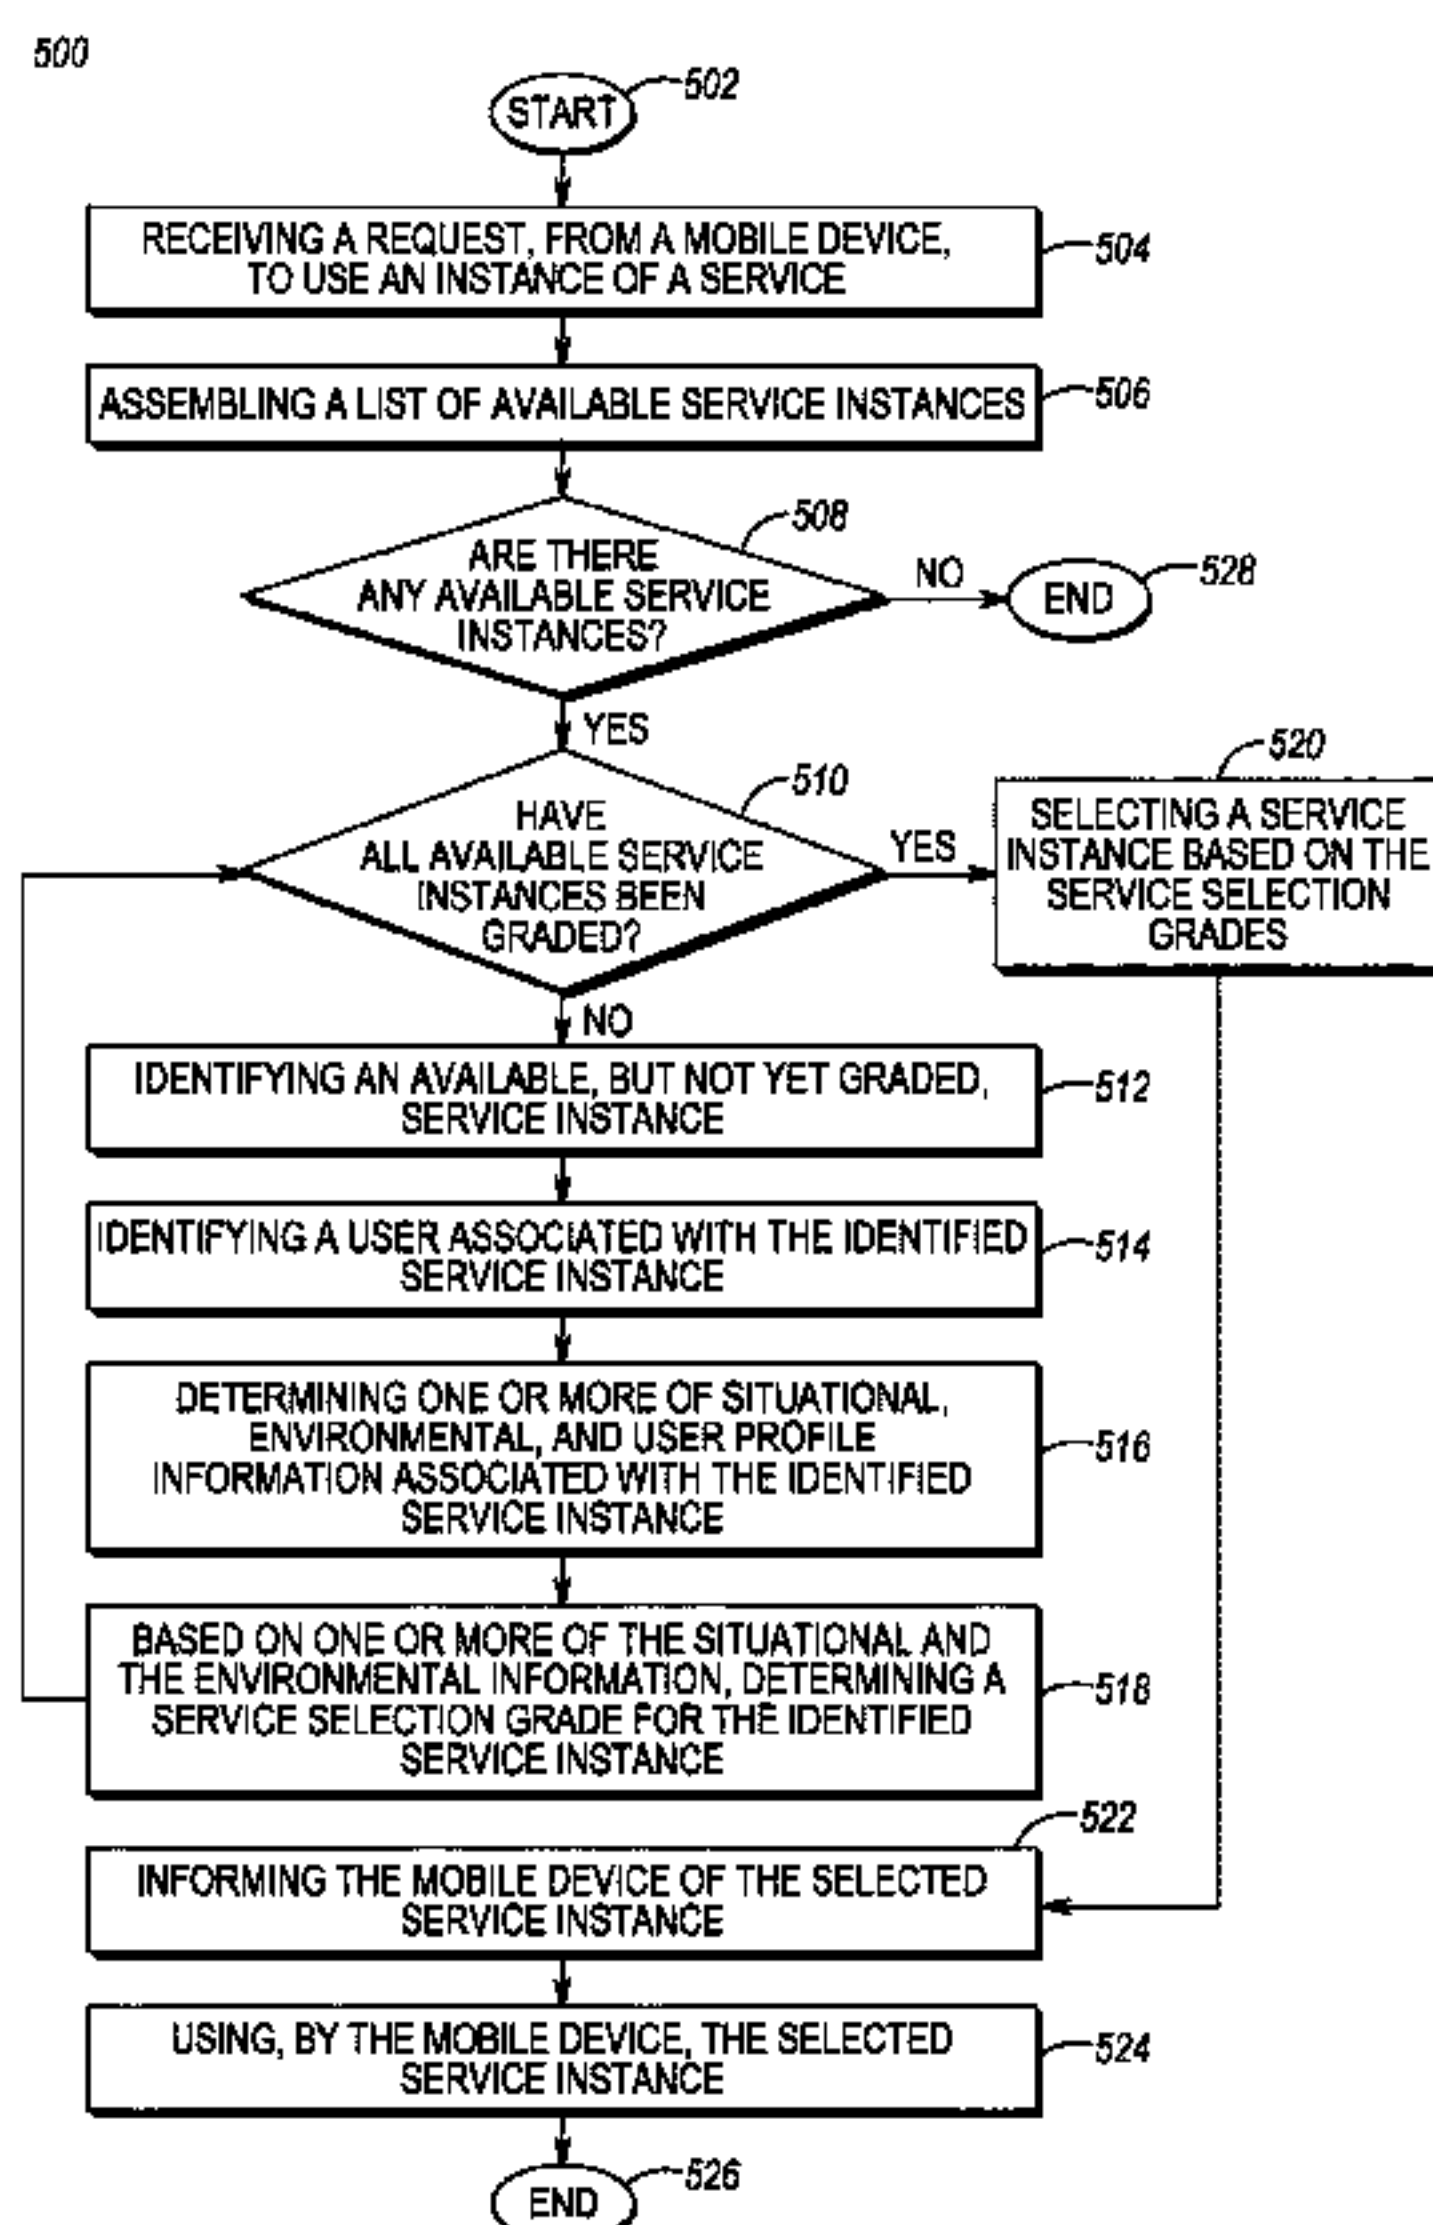 500
START
502
RECEIVING A REQUEST, FROM A MOBILE DEVICE,
TO USE AN INSTANCE OF A SERVICE
504
ASSEMBLING A LIST OF AVAILABLE SERVICE INSTANCES
506
ARE THERE
ANY AVAILABLE SERVICE
INSTANCES?
508
NO
END
528
YES
HAVE
ALL AVAILABLE SERVICE
INSTANCES BEEN
GRADED?
510
YES
520
SELECTING A SERVICE
INSTANCE BASED ON THE
SERVICE SELECTION
GRADES
NO
IDENTIFYING AN AVAILABLE, BUT NOT YET GRADED,
SERVICE INSTANCE
512
IDENTIFYING A USER ASSOCIATED WITH THE IDENTIFIED
SERVICE INSTANCE
514
DETERMINING ONE OR MORE OF SITUATIONAL,
ENVIRONMENTAL, AND USER PROFILE
INFORMATION ASSOCIATED WITH THE IDENTIFIED
SERVICE INSTANCE
516
BASED ON ONE OR MORE OF THE SITUATIONAL AND
THE ENVIRONMENTAL INFORMATION, DETERMINING A
SERVICE SELECTION GRADE FOR THE IDENTIFIED
SERVICE INSTANCE
518
522
INFORMING THE MOBILE DEVICE OF THE SELECTED
SERVICE INSTANCE
USING, BY THE MOBILE DEVICE, THE SELECTED
SERVICE INSTANCE
524
END
526